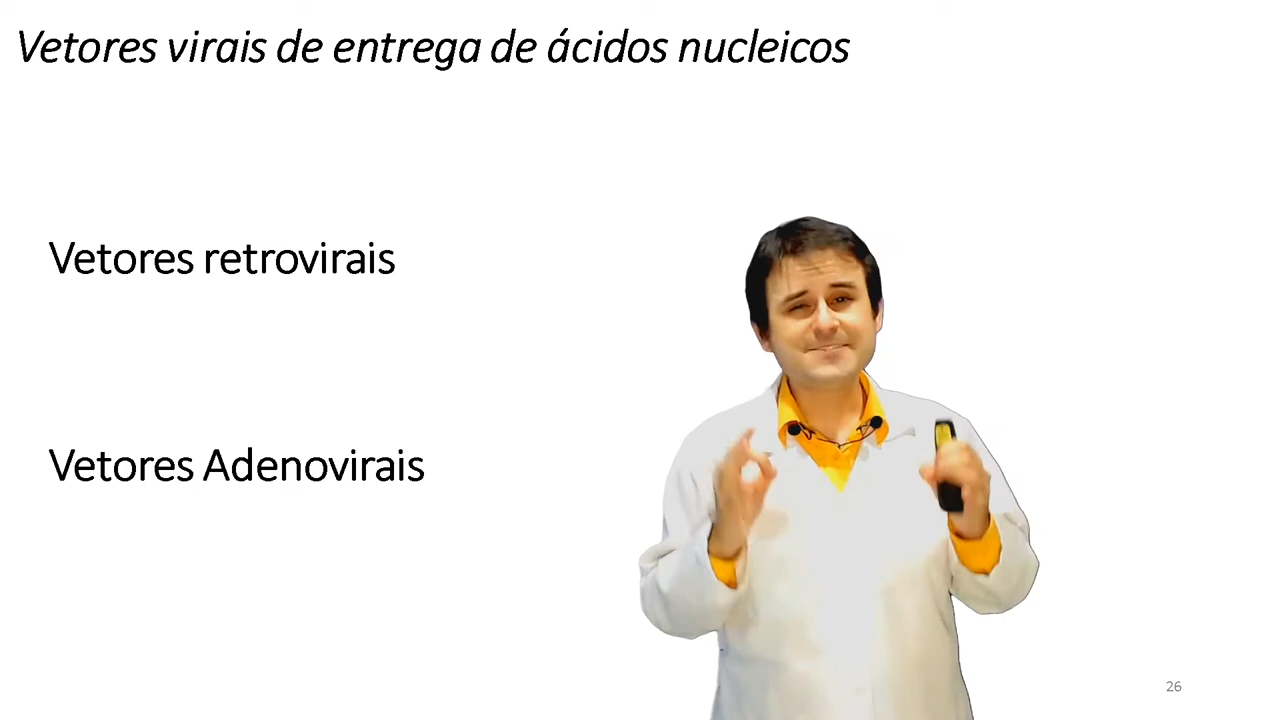 Vetores virais de entrega de ácidos nucleicos
Vetores retrovirais
Vetores Adenovirais
26